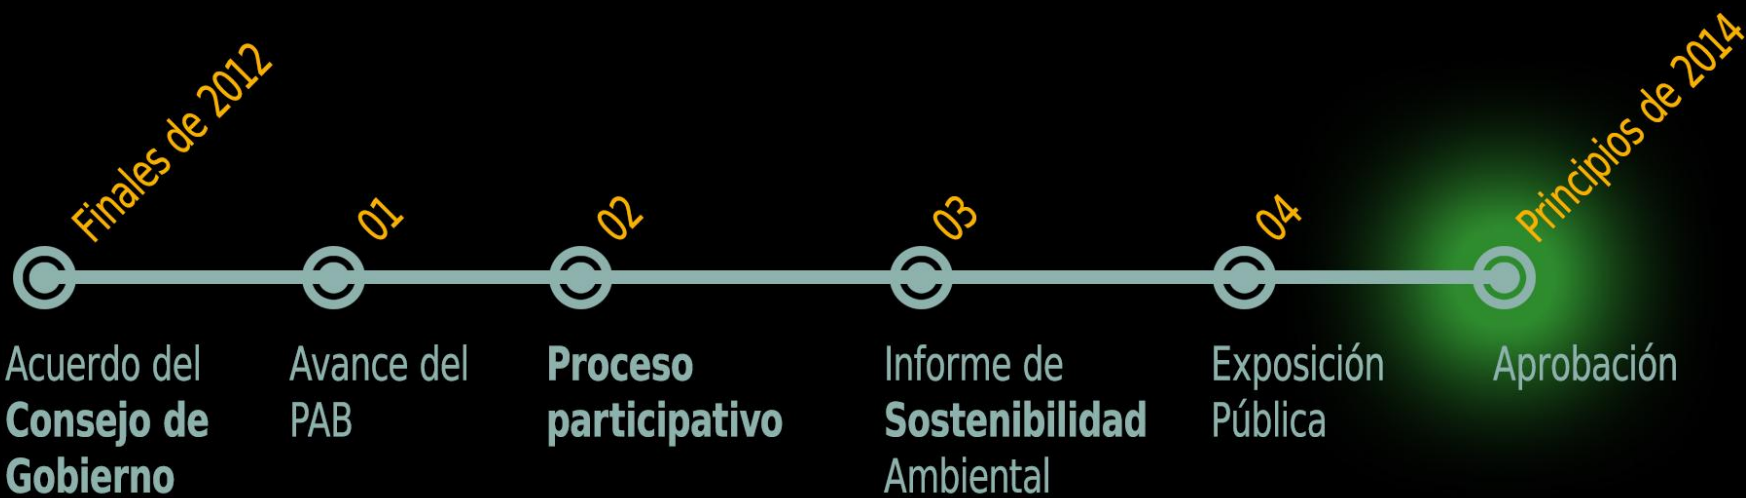 Finales de 2012
01
02
03
04
Principios de 2014
Acuerdo del
Consejo de
Gobierno
Avance del
PAB
Proceso
participativo
Informe de
Sostenibilidad
Ambiental
Exposición
Pública
Aprobación